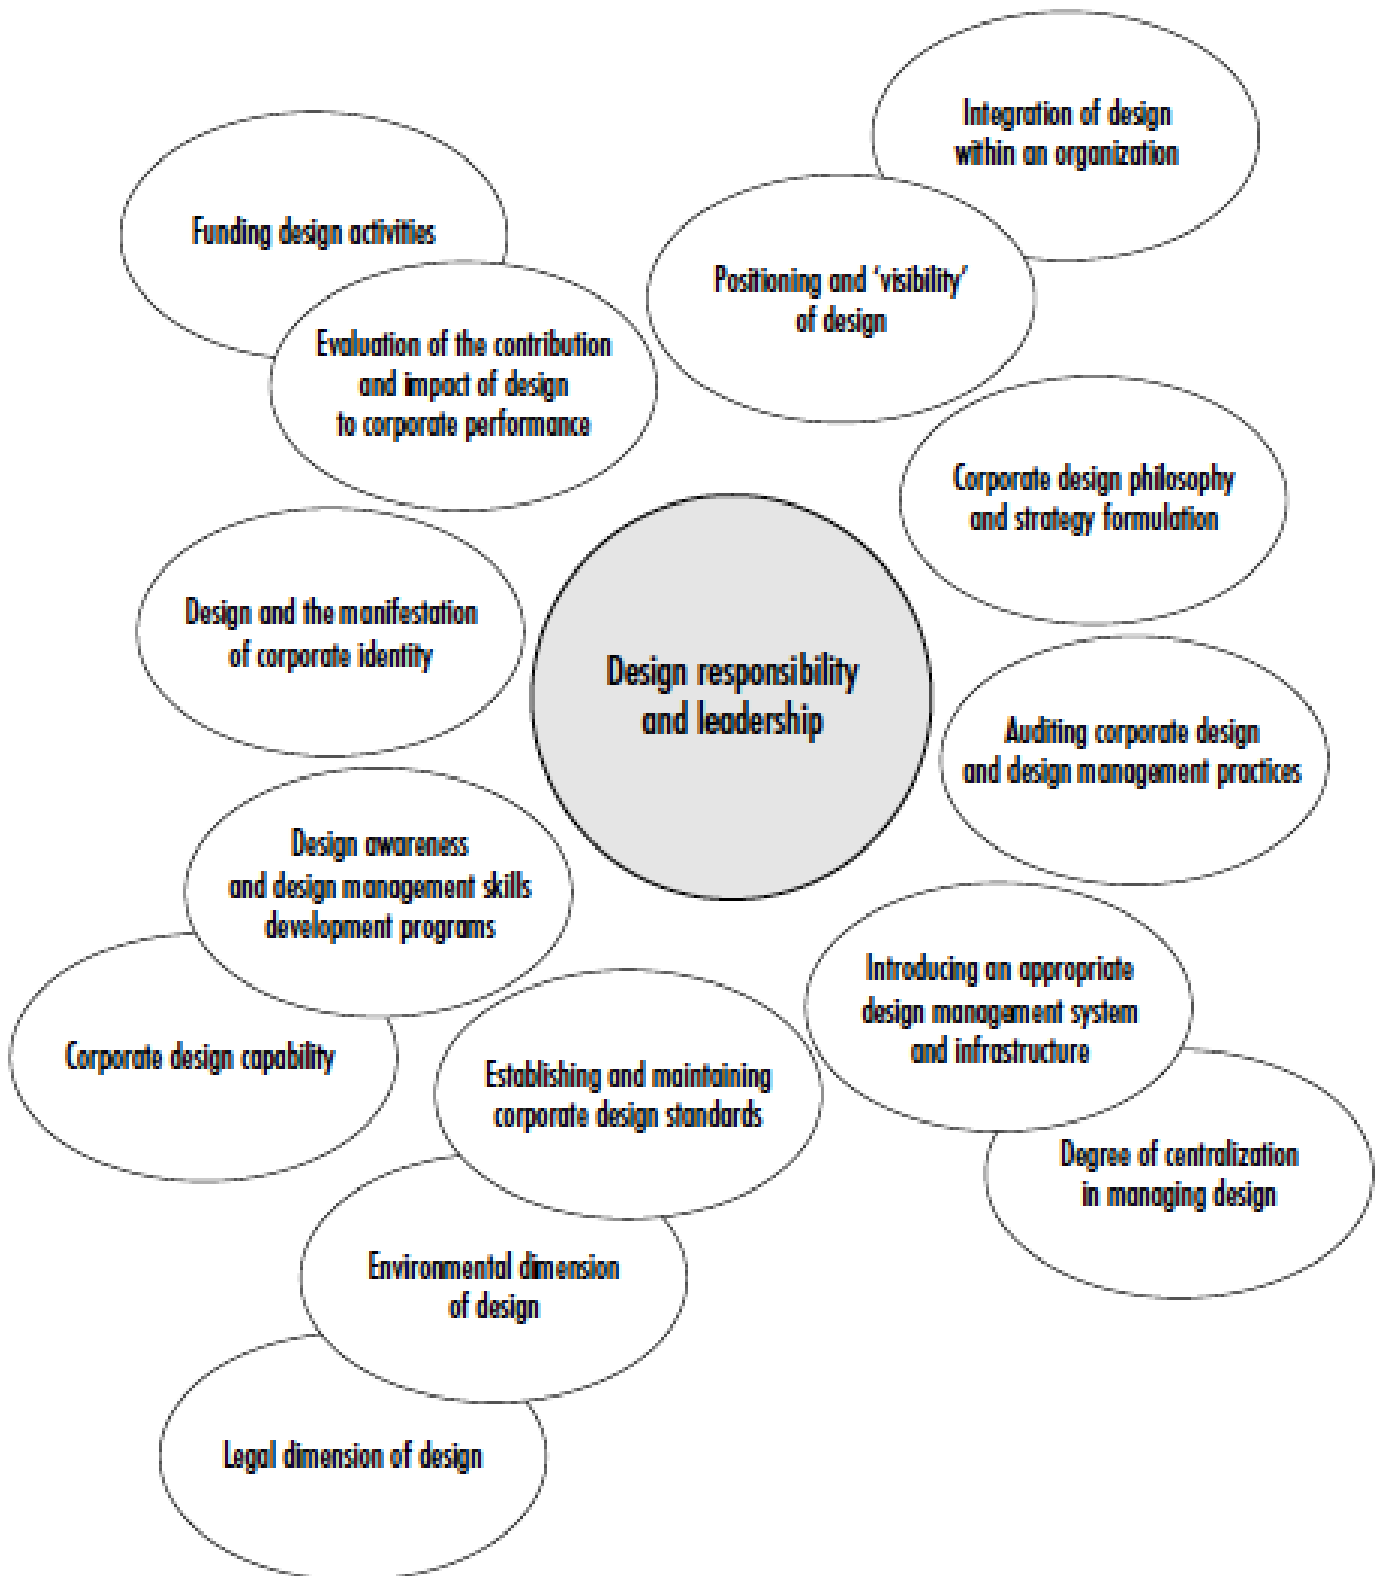 Integration of design
within an organization
Funding design activities
Positioning and ‘visibility’
of design
Evaluation of the contribution
and impact of design
to corporate performance
Corporate design philosophy
and strategy formulation
Design and the manifestation
of corporate identity
Design responsibility
and leadership
Auditing corporate design
and design management practices
Design awareness
and design management skills
development programs
Introducing an appropriate
design management system
and infrastructure
Corporate design capability
Establishing and maintaining
corporate design standards
Degree of centralization
in managing design
Environmental dimension
of design
Legal dimension of design